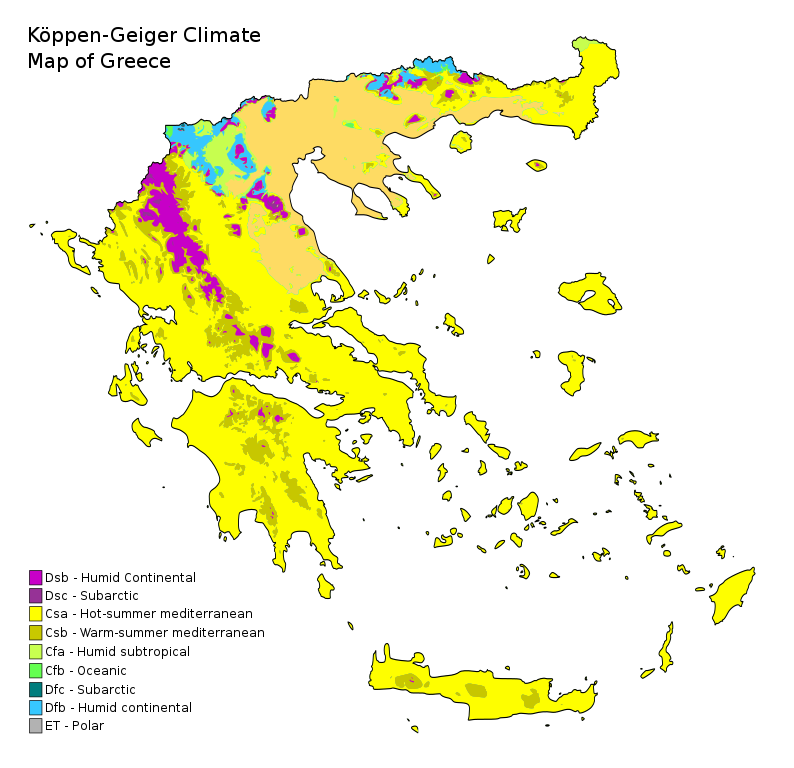 Köppen-Geiger Climate
Map of Greece
Dsb - Humid Continental
Dsc - Subarctic
Csa - Hot-summer mediterranean
Csb - Warm-summer mediterranean
Cfa - Humid subtropical
Cfb - Oceanic
Dfc - Subarctic
Dfb - Humid continental
ET - Polar